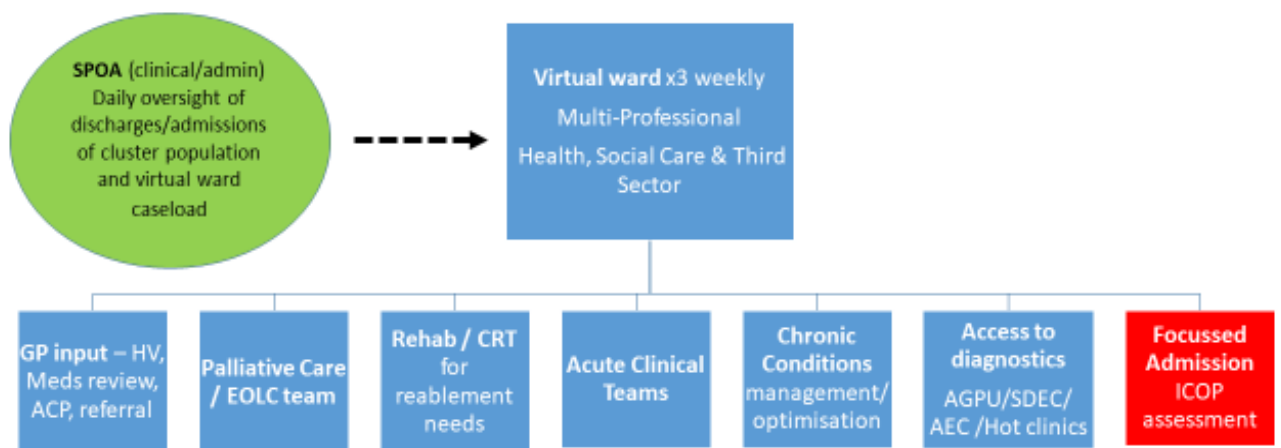 SPOA (clinical/admin)
Daily oversight of
discharges/admissions
of cluster population
and virtual ward
caseload
Virtual ward x3 weekly
Multi-Professional
Health, Social Care & Third
Sector
GP input – HV,
Meds review,
ACP, referral
Palliative Care
/ EOLC team
Rehab / CRT
for
reablement
needs
Acute Clinical
Teams
Chronic
Conditions
management/
optimisation
Access to
diagnostics
AGPU/SDEC/
AEC /Hot clinics
Focussed
Admission
ICOP
assessment